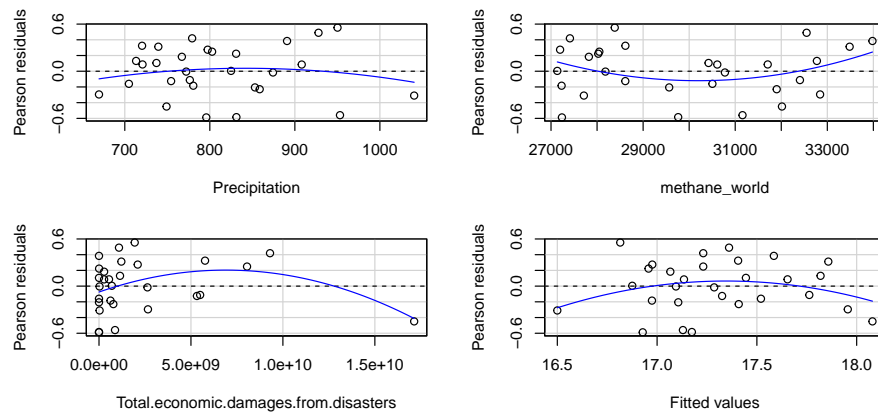 Pearson residuals
0.6
0.0
-0.6
700 800 900 1000
Precipitation
Pearson residuals
0.6
0.0
-0.6
27000 29000 31000 33000
methane_world
Pearson residuals
0.6
0.0
-0.6
0.0e+00 5.0e+09 1.0e+10 1.5e+10
Total.economic.damages.from.disasters
Pearson residuals
0.6
0.0
-0.6
16.5 17.0 17.5 18.0
Fitted values